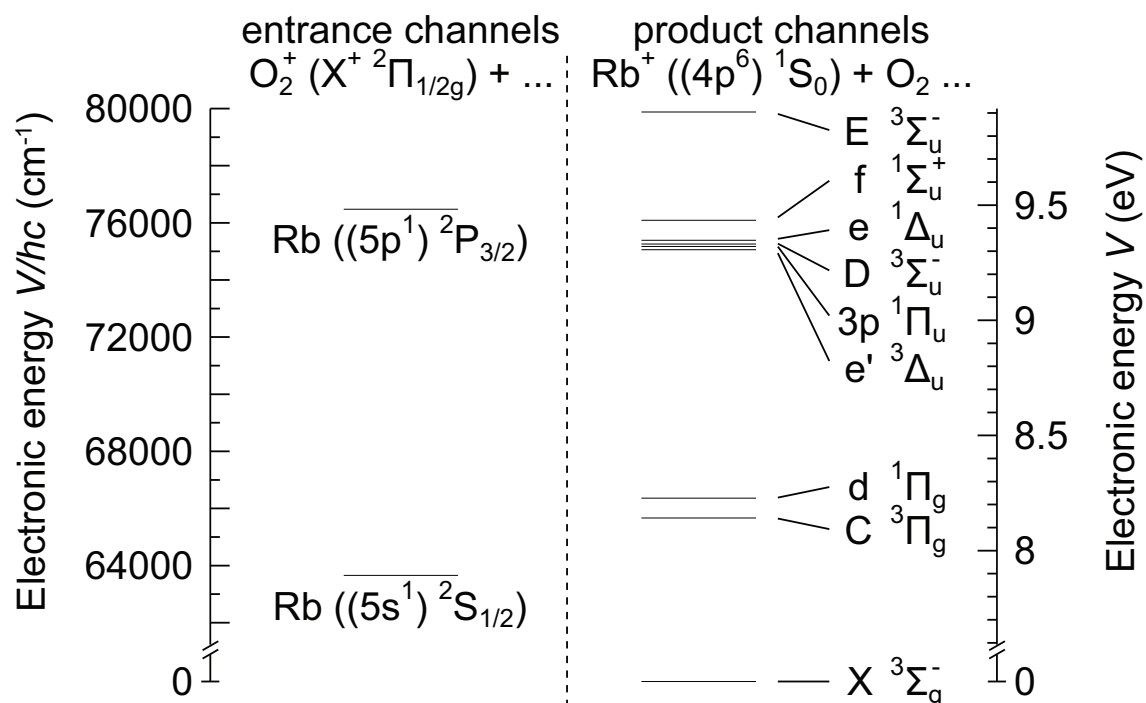 entrance channels
O₂⁺ (X⁺ ²Π₁/₂g) + ...
product channels
Rb⁺ ((4p⁶) ¹S₀) + O₂ ...
Electronic energy V/hc (cm⁻¹)
80000
76000
72000
68000
64000
0
Rb ((5p¹) ²P₃/₂)
Rb ((5s¹) ²S₁/₂)
E ³Σᵤ⁻
f ¹Σᵤ⁺
e ¹Δᵤ
D ³Σᵤ⁻
3p ¹Πᵤ
e' ³Δᵤ
d ¹Πg
C ³Πg
X ³Σg⁻
9.5
9
8.5
8
0
Electronic energy V (eV)